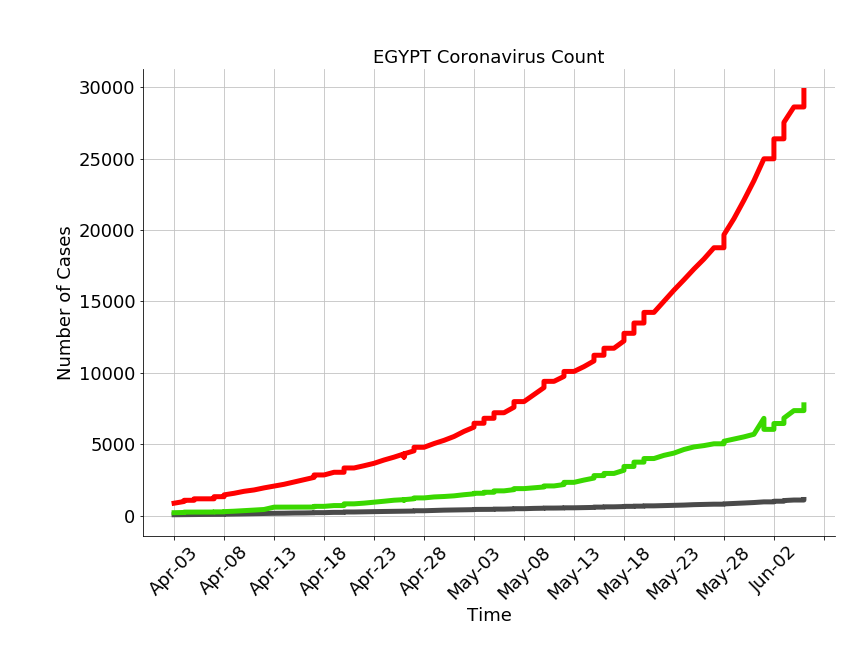 EGYPT Coronavirus Count
30000
25000
20000
15000
10000
5000
0
Number of Cases
Apr-03
Apr-08
Apr-13
Apr-18
Apr-23
Apr-28
May-03
May-08
May-13
May-18
May-23
May-28
Jun-02
Time